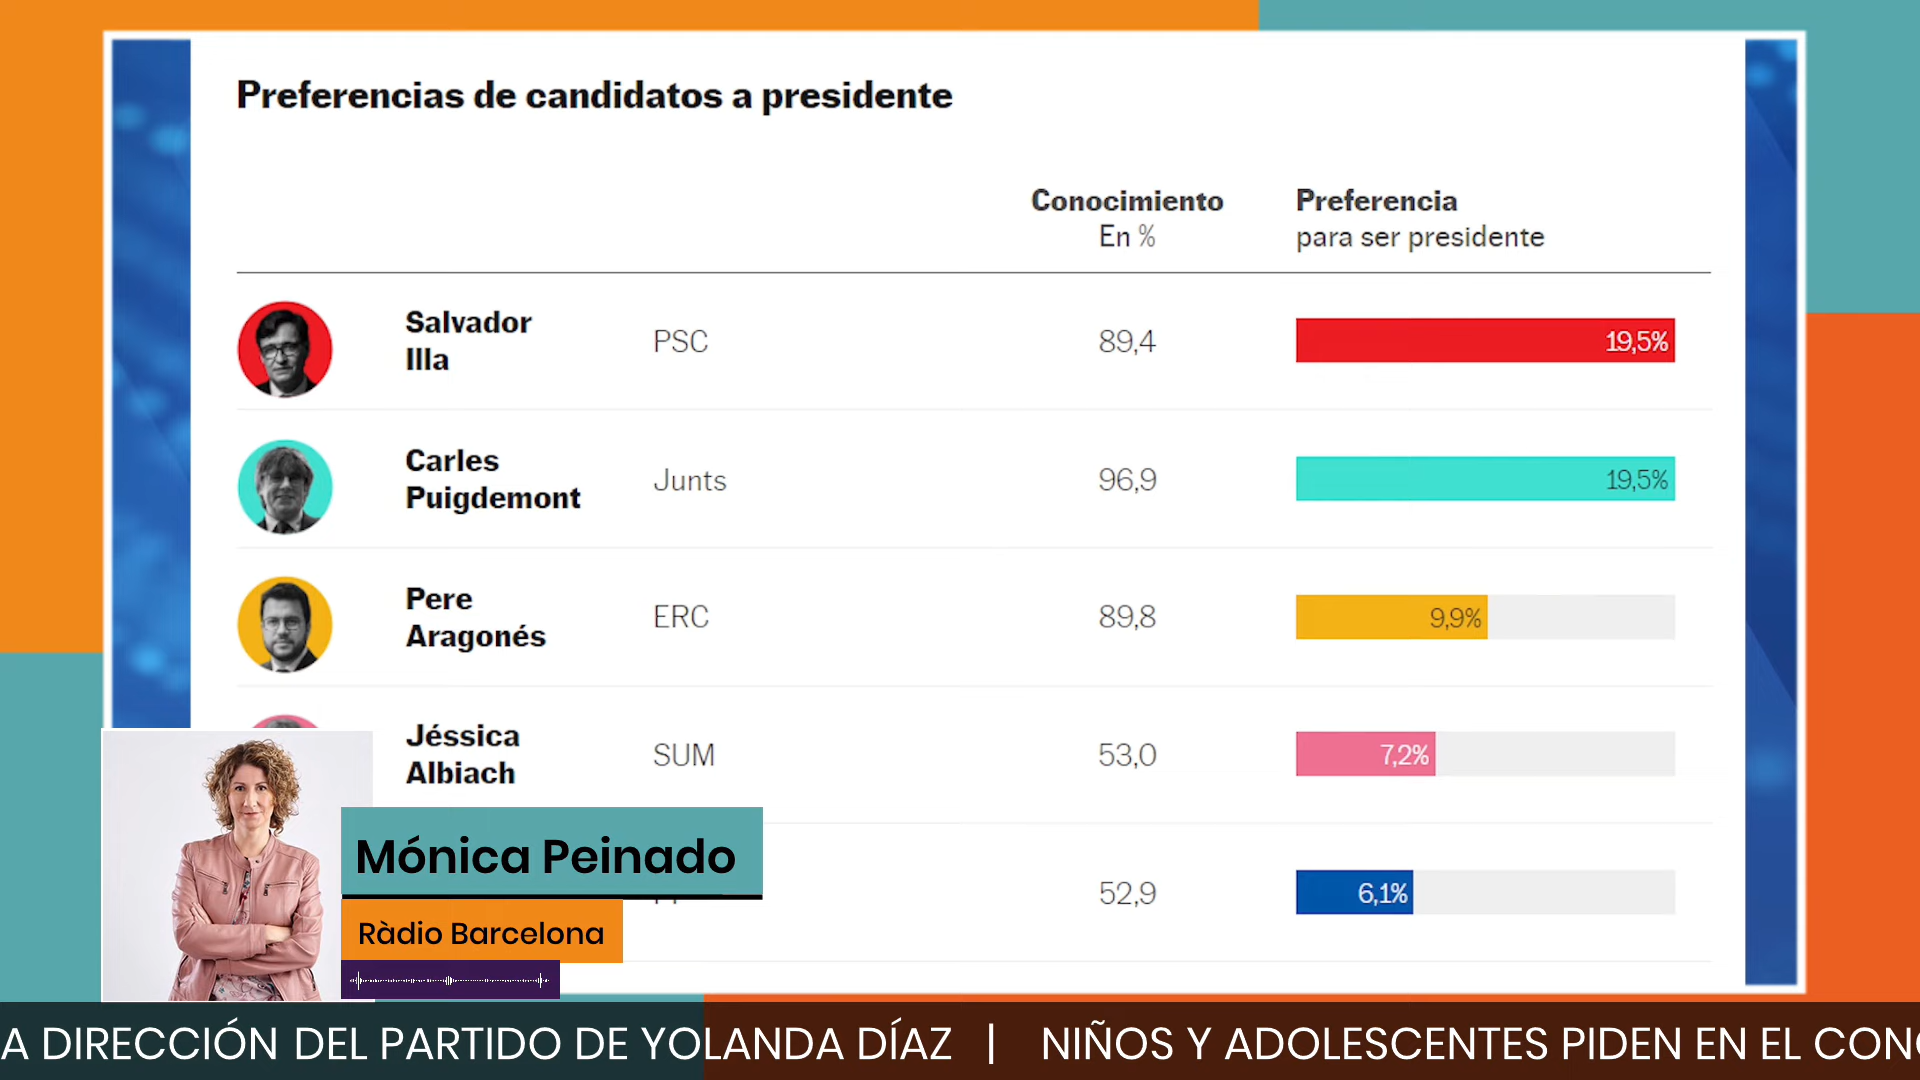 Preferencias de candidatos a presidente
Conocimiento
En %
Preferencia
para ser presidente
Salvador
Illa
PSC
89,4
19,5%
Carles
Puigdemont
Junts
96,9
19,5%
Pere
Aragonés
ERC
89,8
9,9%
Jéssica
Albiach
SUM
53,0
7,2%
52,9
6,1%
Mónica Peinado
Ràdio Barcelona
A DIRECCIÓN DEL PARTIDO DE YOLANDA DÍAZ | NIÑOS Y ADOLESCENTES PIDEN EN EL